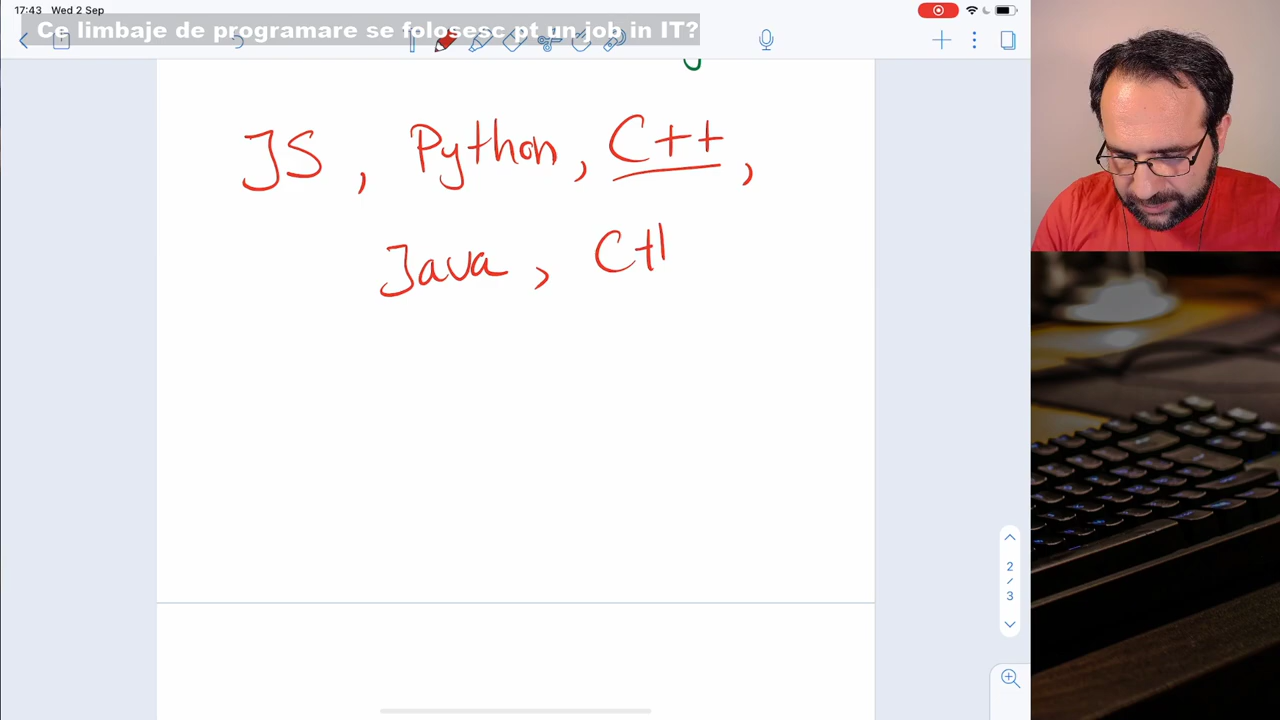 17:43 Wed 2 Sep
Ce limbaje de programare se folosesc pt un job in IT?
JS, Python, C++,
Java, C
2
/
3